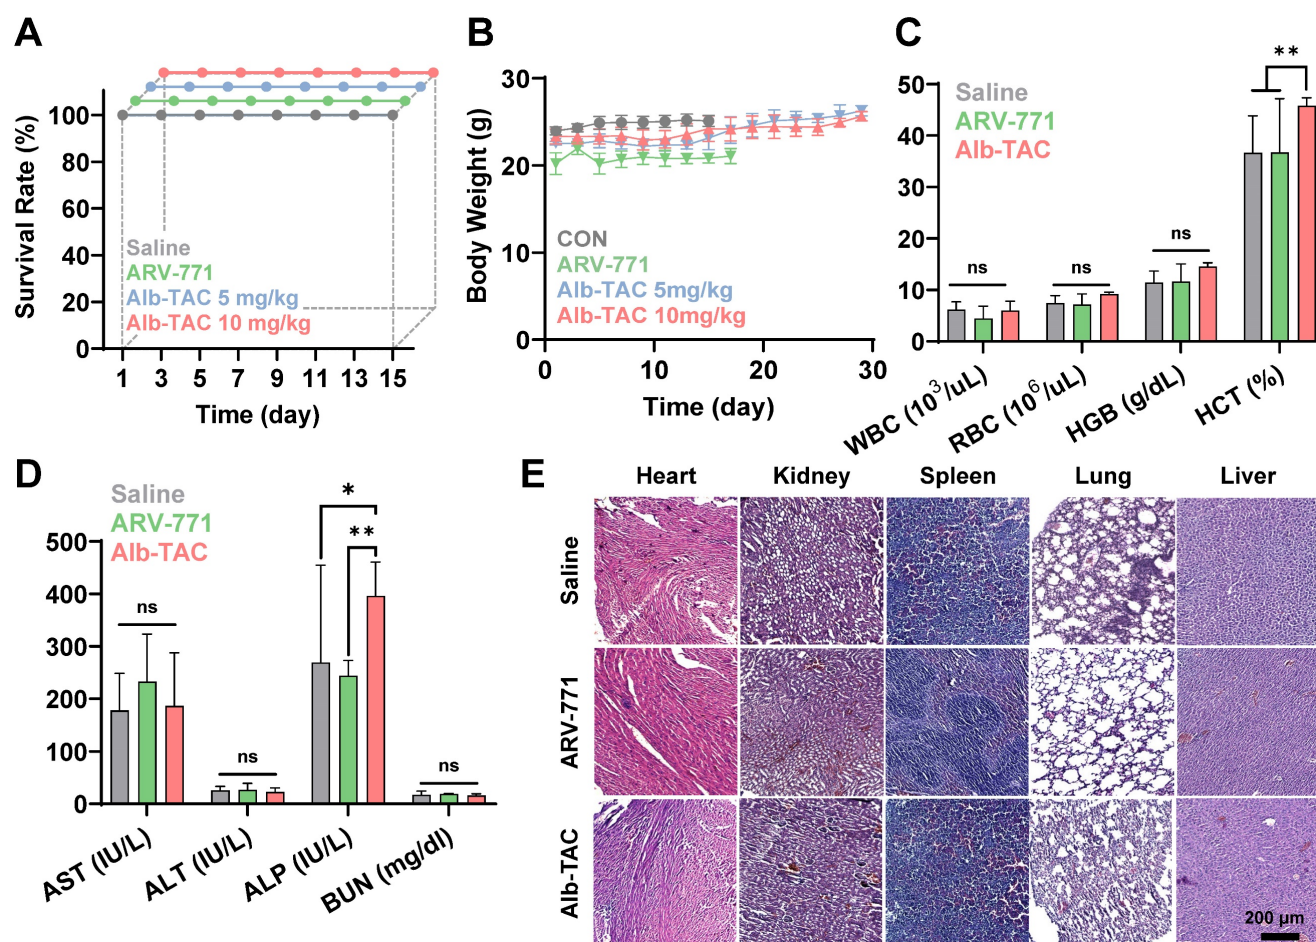 A
Survival Rate (%)
100
80
60
40
20
0
Saline
ARV-771
Alb-TAC 5 mg/kg
Alb-TAC 10 mg/kg
1 3 5 7 9 11 13 15
Time (day)
B
Body Weight (g)
30
20
10
0
CON
ARV-771
Alb-TAC 5mg/kg
Alb-TAC 10mg/kg
0 10 20 30
Time (day)
C
50
40
30
20
10
0
Saline
ARV-771
Alb-TAC
ns
ns
ns
**
WBC (10³/uL)
RBC (10⁶/uL)
HGB (g/dL)
HCT (%)
D
Saline
ARV-771
Alb-TAC
500
400
300
200
100
0
ns
ns
*
**
ns
AST (IU/L)
ALT (IU/L)
ALP (IU/L)
BUN (mg/dl)
E
Heart Kidney Spleen Lung Liver
Saline
ARV-771
Alb-TAC
200 μm